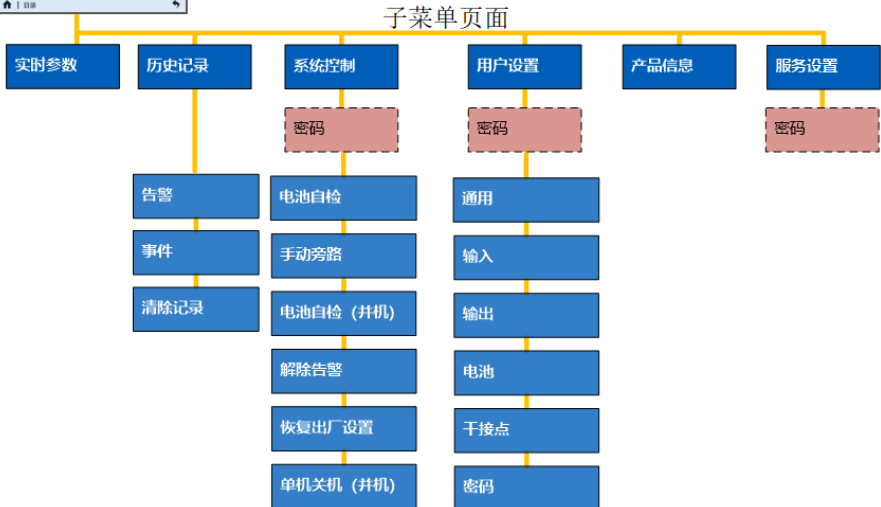 目录
子菜单页面
实时参数
历史记录
系统控制
用户设置
产品信息
服务设置
密码
密码
密码
告警
事件
清除记录
电池自检
手动旁路
电池自检（并机）
解除告警
恢复出厂设置
单机关机（并机）
通用
输入
输出
电池
干接点
密码